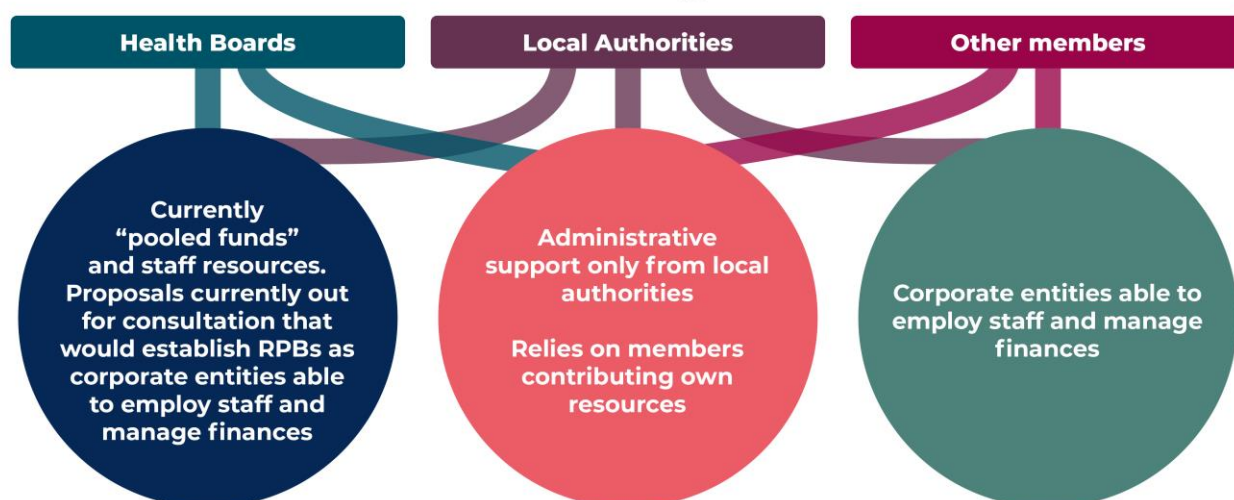 Health Boards
Local Authorities
Other members
Currently
“pooled funds”
and staff resources.
Proposals currently out
for consultation that
would establish RPBs as
corporate entities able
to employ staff and
manage finances
Administrative
support only from local
authorities
Relies on members
contributing own
resources
Corporate entities able to
employ staff and manage
finances